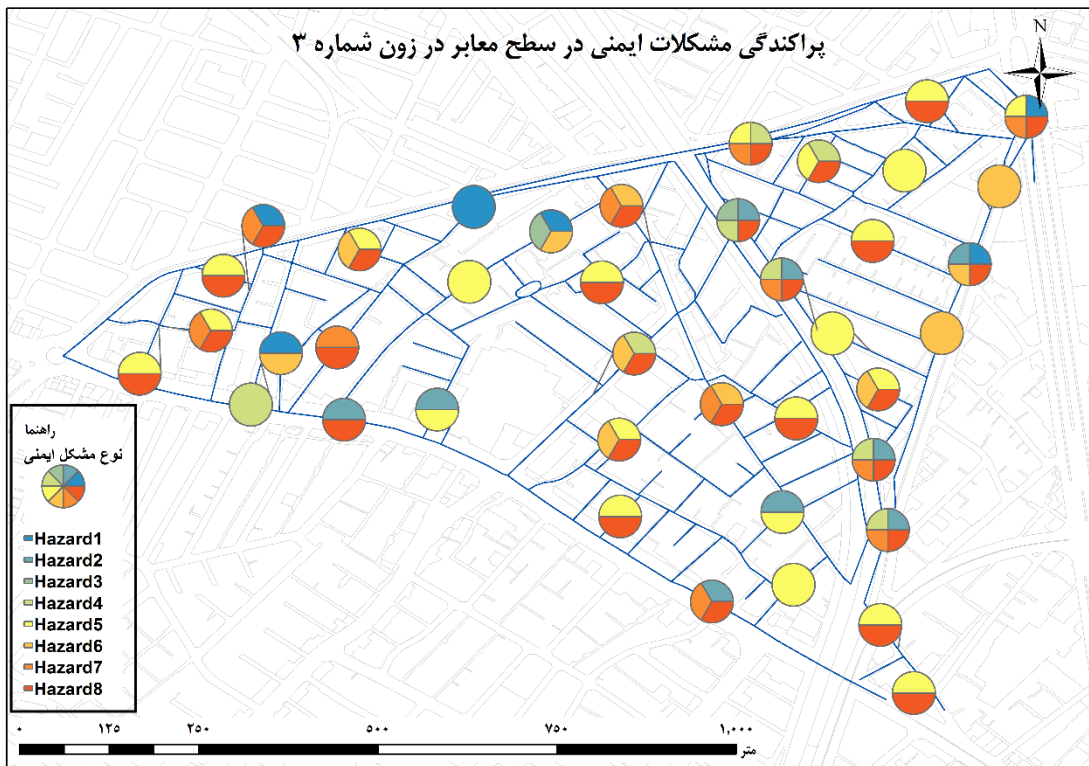 پراکندگی مشکلات ایمنی در سطح معابر در زون شماره ۳
N
راهنما
نوع مشکل ایمنی
Hazard1
Hazard2
Hazard3
Hazard4
Hazard5
Hazard6
Hazard7
Hazard8
۰ ۱۲۵ ۲۵۰ ۵۰۰ ۷۵۰ ۱,۰۰۰
متر